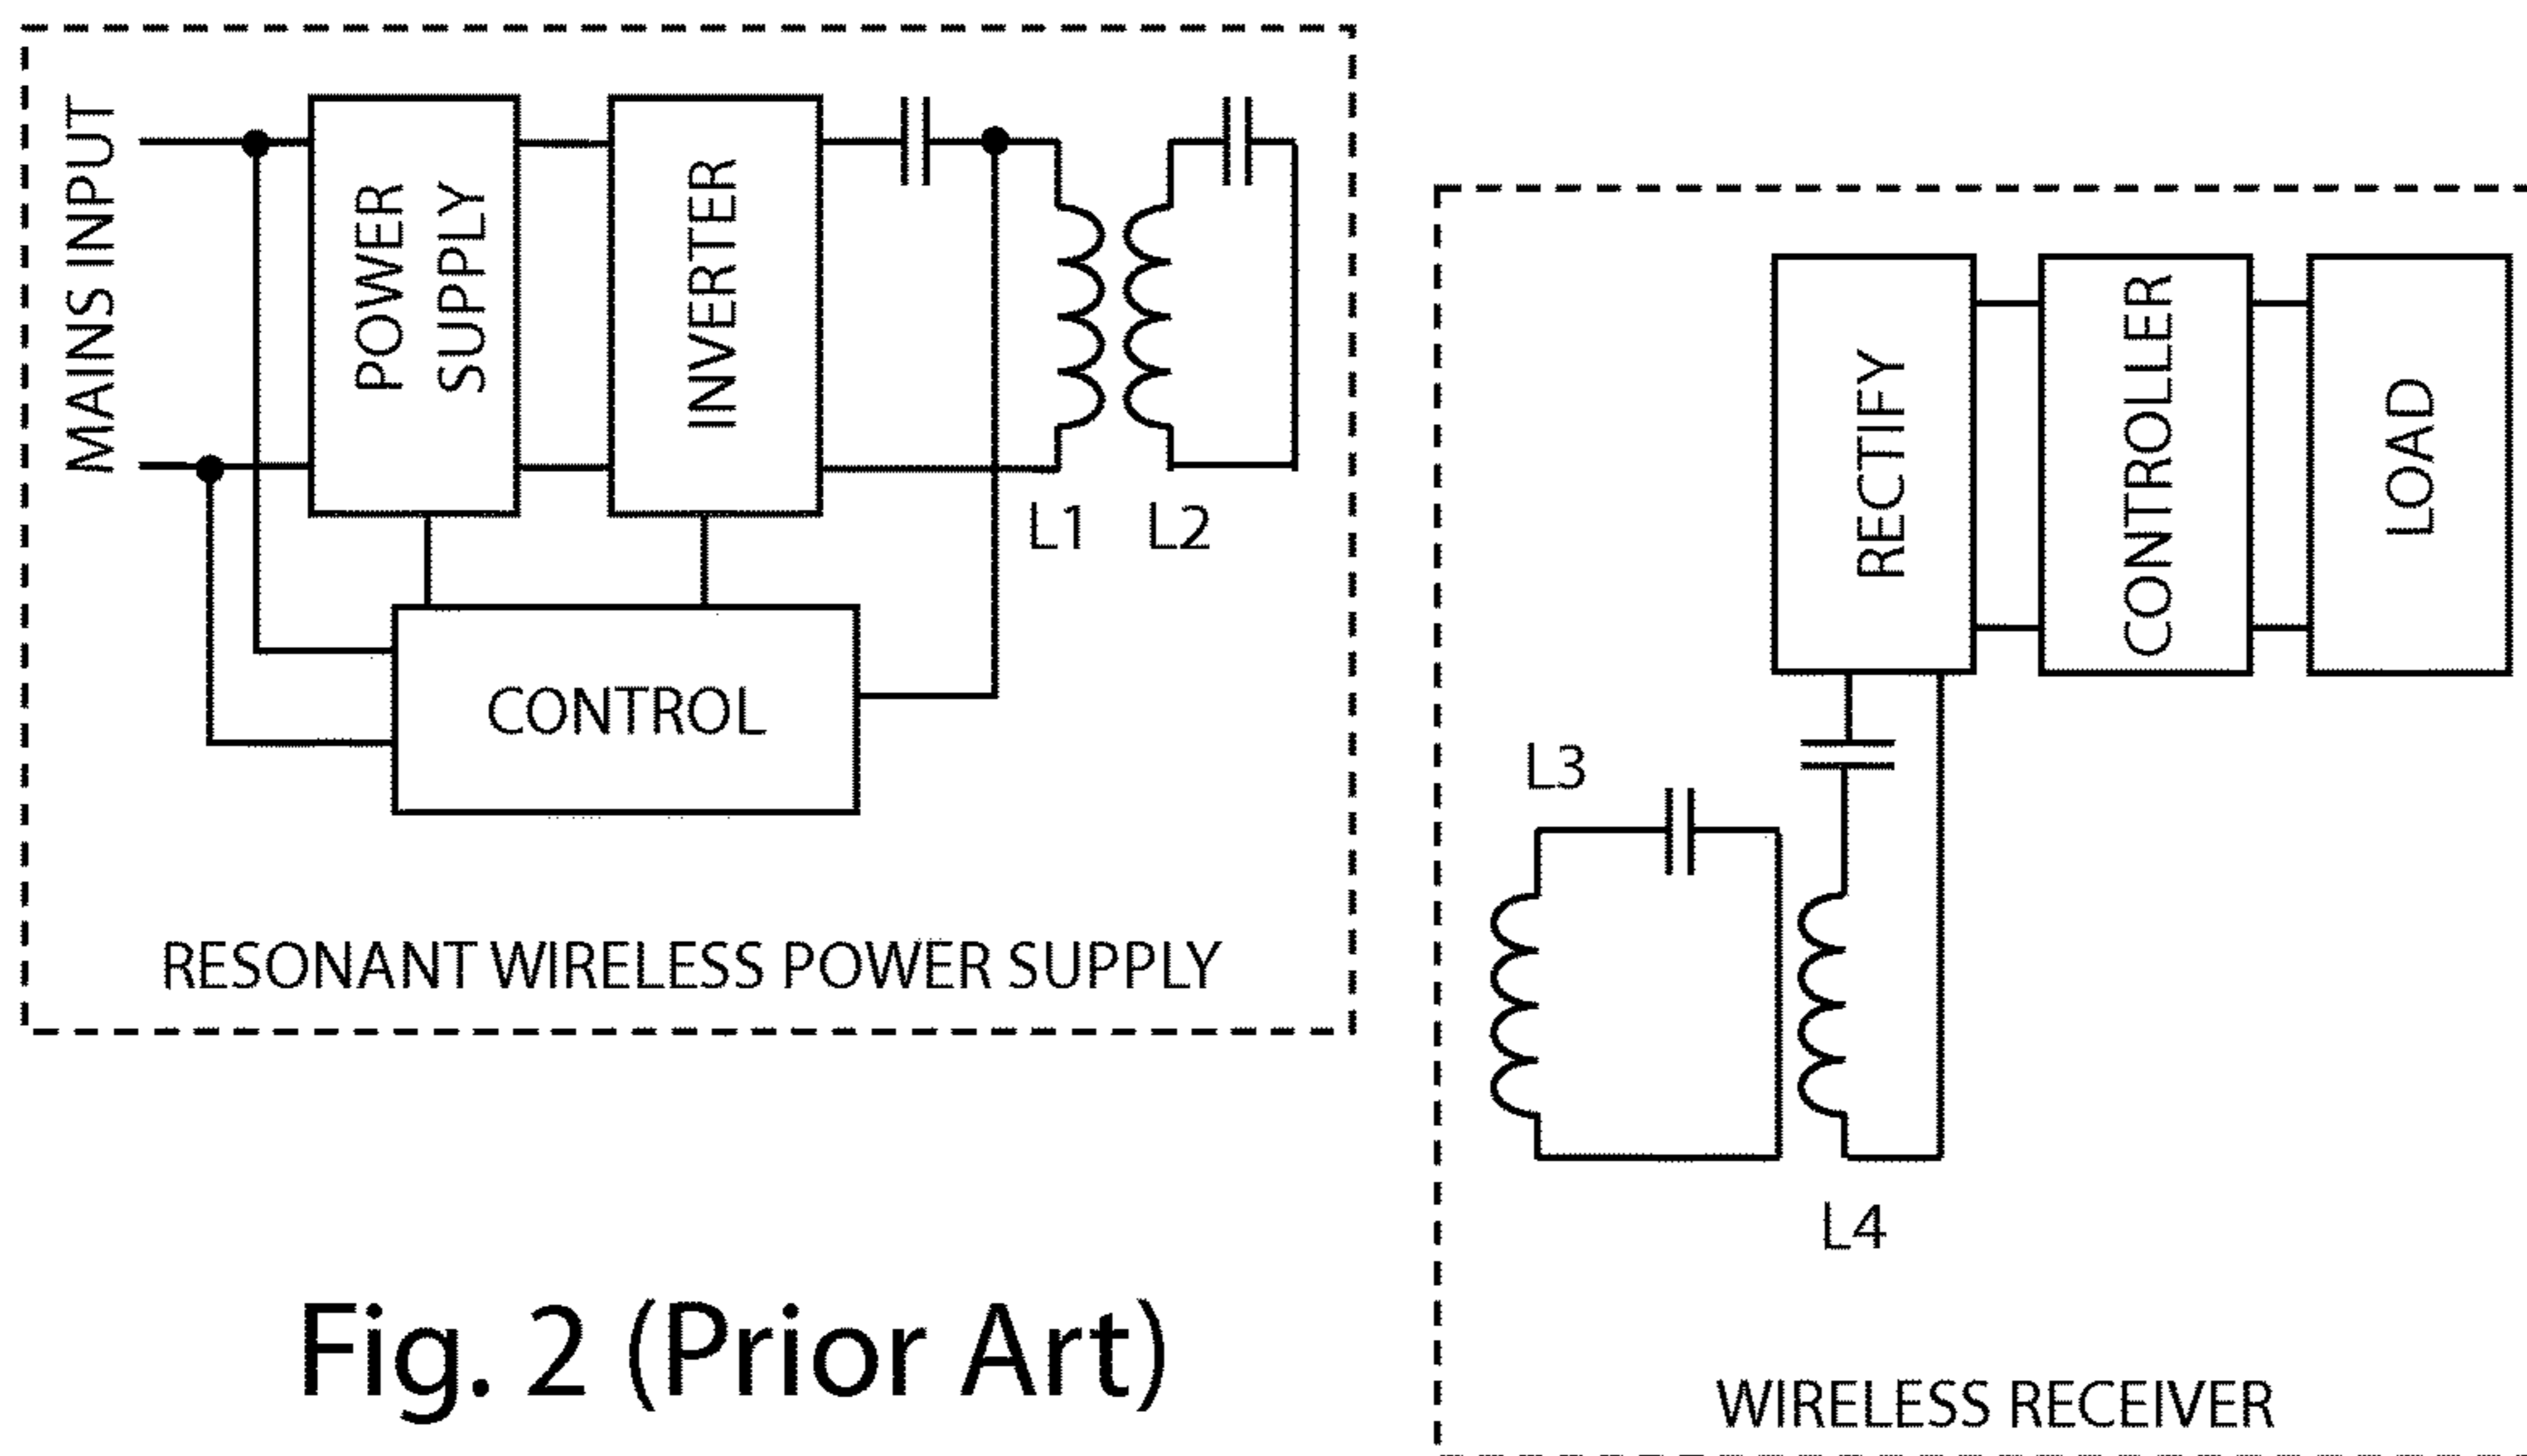 MAINS INPUT
POWER
SUPPLY
INVERTER
L1
L2
CONTROL
RESONANT WIRELESS POWER SUPPLY
RECTIFY
CONTROLLER
LOAD
L3
L4
WIRELESS RECEIVER
Fig. 2 (Prior Art)